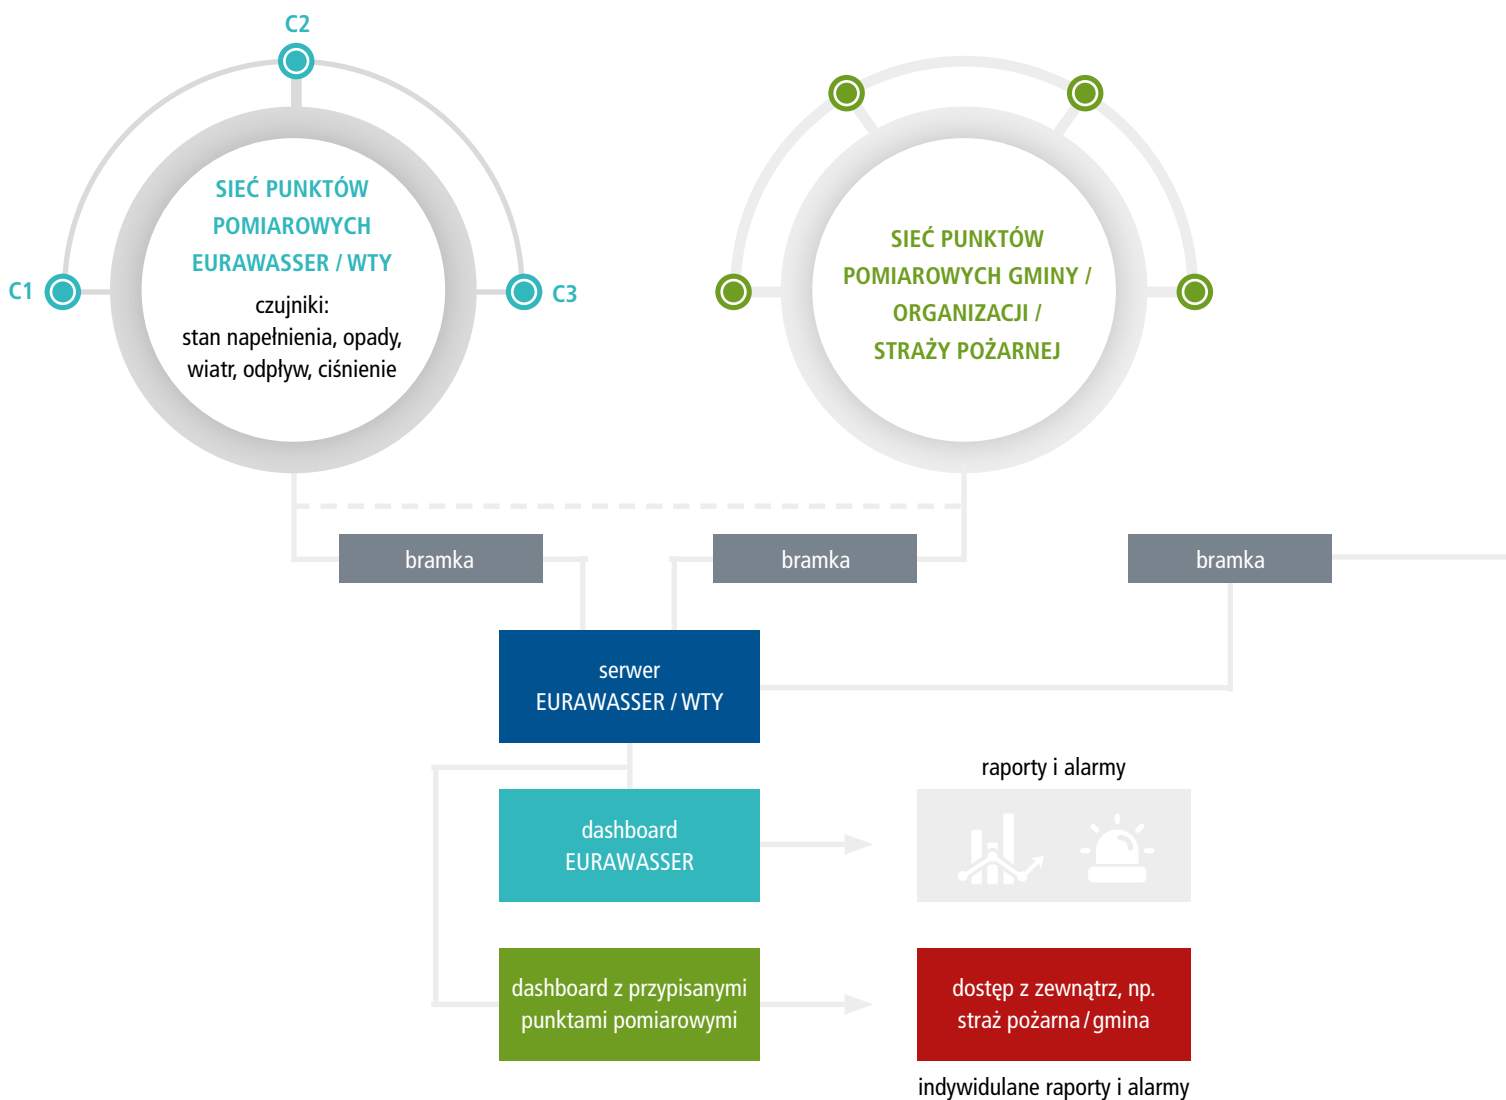 C2
SIEĆ PUNKTÓW
POMIAROWYCH
EURAWASSER / WTY
czujniki:
stan napełnienia, opady,
wiatr, odpływ, ciśnienie
C1
C3
SIEĆ PUNKTÓW
POMIAROWYCH GMINY /
ORGANIZACJI /
STRAŻY POŻARNEJ
bramka
bramka
bramka
serwer
EURAWASSER / WTY
raporty i alarmy
dashboard
EURAWASSER
dashboard z przypisanymi
punktami pomiarowymi
dostęp z zewnątrz, np.
straż pożarna / gmina
indywidulane raporty i alarmy